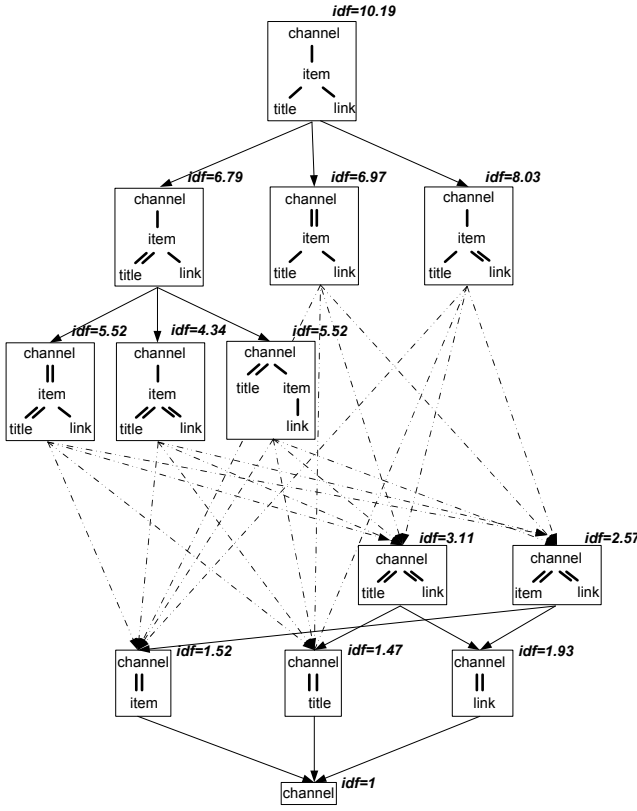 idf=10.19
channel
item
title link
idf=6.79 idf=6.97 idf=8.03
channel channel channel
item item item
title link title link title link
idf=5.52 idf=4.34 idf=5.52
channel channel channel
title item
item item
link
title link title link
idf=3.11 idf=2.57
channel channel
title link item link
idf=1.52 idf=1.47 idf=1.93
channel channel channel
item title link
idf=1
channel